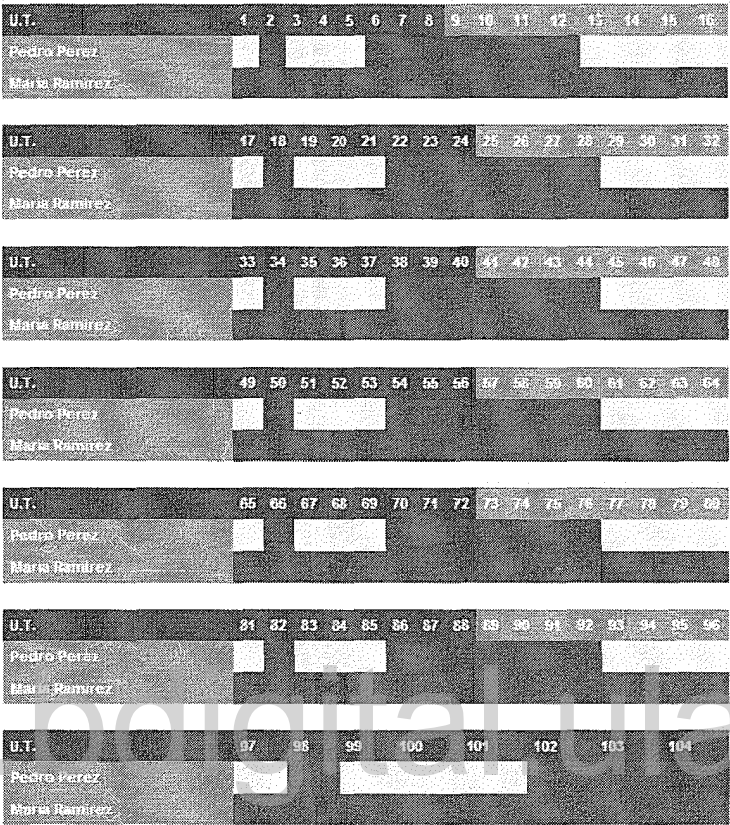 U.T. 1 2 3 4 5 6 7 8 9 10 11 12 13 14 15 16
Pedro Perez
Maria Ramirez
U.T. 17 18 19 20 21 22 23 24 25 26 27 28 29 30 31 32
Pedro Perez
Maria Ramirez
U.T. 33 34 35 36 37 38 39 40 41 42 43 44 45 46 47 48
Pedro Perez
Maria Ramirez
U.T. 49 50 51 52 53 54 55 56 57 58 59 60 61 62 63 64
Pedro Perez
Maria Ramirez
U.T. 65 66 67 68 69 70 71 72 73 74 75 76 77 78 79 80
Pedro Perez
Maria Ramirez
U.T. 81 82 83 84 85 86 87 88 89 90 91 92 93 94 95 96
Pedro Perez
Maria Ramirez
bdigital.ula
U.T. 97 98 99 100 101 102 103 104
Pedro Perez
Maria Ramirez